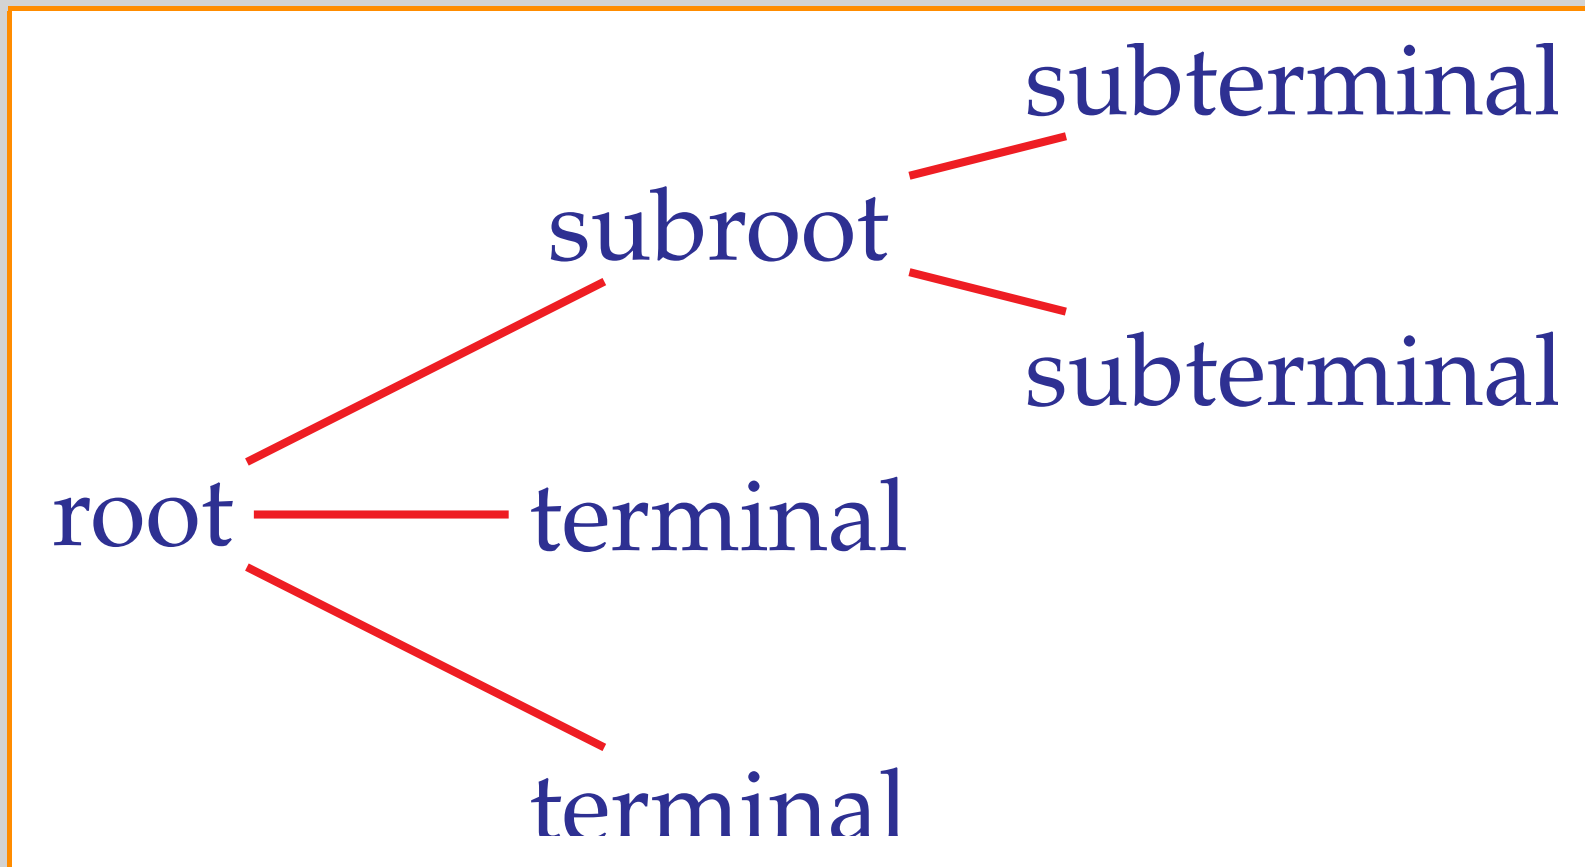 subterminal
subroot
subterminal
root
terminal
terminal